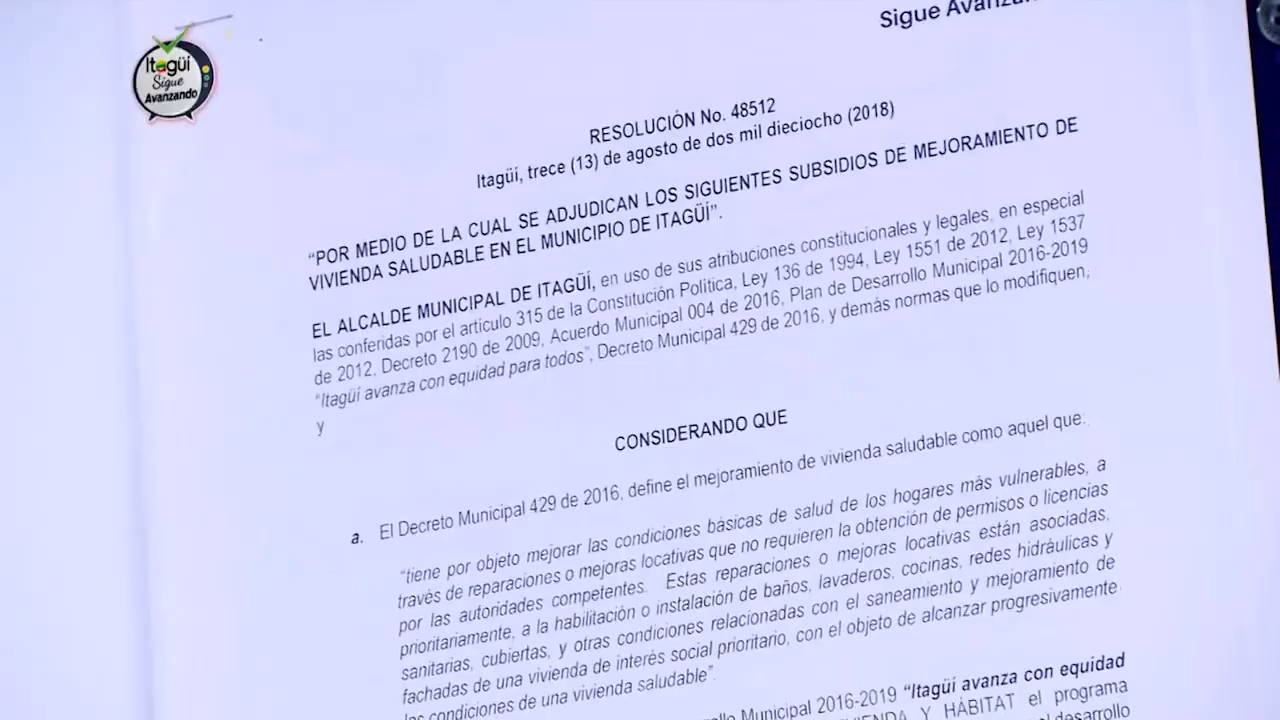 Sigue
Itagüí
Sigue
Avanzando
RESOLUCIÓN No. 48512
Itagüí, trece (13) de agosto de dos mil dieciocho (2018)
“POR MEDIO DE LA CUAL SE ADJUDICAN LOS SIGUIENTES SUBSIDIOS DE MEJORAMIENTO DE
VIVIENDA SALUDABLE EN EL MUNICIPIO DE ITAGÜÍ”.
EL ALCALDE MUNICIPAL DE ITAGÜÍ, en uso de sus atribuciones constitucionales y legales, en especial
las conferidas por el articulo 315 de la Constitución Política, Ley 136 de 1994, Ley 1551 de 2012, Ley 1537
de 2012, Decreto 2190 de 2009, Acuerdo Municipal 004 de 2016, Plan de Desarrollo Municipal 2016-2019
“Itagüí avanza con equidad para todos”, Decreto Municipal 429 de 2016, y demás normas que lo modifiquen,
y
CONSIDERANDO QUE
a. El Decreto Municipal 429 de 2016, define el mejoramiento de vivienda saludable como aquel que:
“tiene por objeto mejorar las condiciones básicas de salud de los hogares más vulnerables, a
través de reparaciones o mejoras locativas que no requieren la obtención de permisos o licencias
por las autoridades competentes. Estas reparaciones o mejoras locativas están asociadas,
prioritariamente, a la habilitación o instalación de baños, lavaderos, cocinas, redes hidráulicas y
sanitarias, cubiertas, y otras condiciones relacionadas con el saneamiento y mejoramiento de
fachadas de una vivienda de interés social prioritario, con el objeto de alcanzar progresivamente
las condiciones de una vivienda saludable”.
Municipal 2016-2019 “Itagüí avanza con equidad
Y HÁBITAT el programa
desarrollo